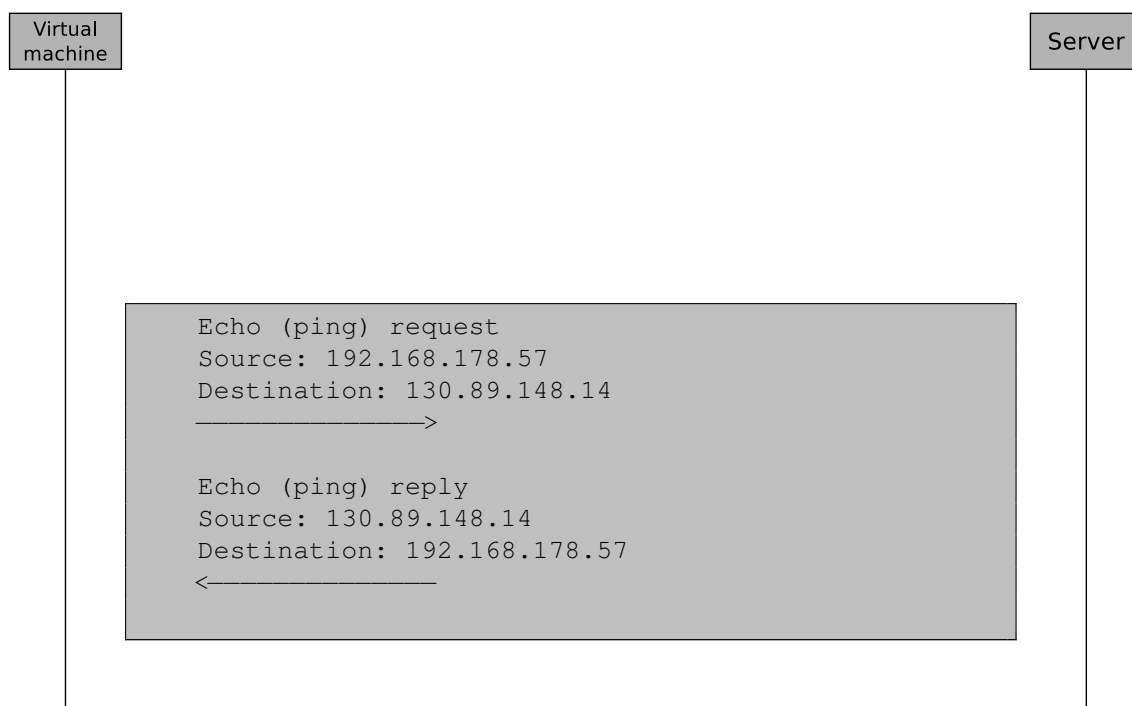 Virtual
machine
Server
Echo (ping) request
Source: 192.168.178.57
Destination: 130.89.148.14
——————————————>
Echo (ping) reply
Source: 130.89.148.14
Destination: 192.168.178.57
<——————————————